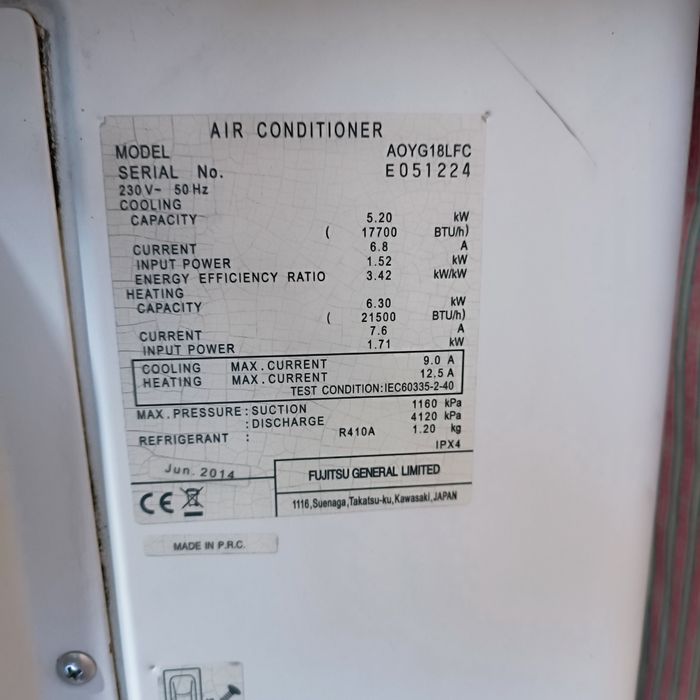 AIR CONDITIONER
MODEL AOYG18LFC
SERIAL No. E051224
230 V~ 50 Hz
COOLING
CAPACITY 5.20 kW
( 17700 BTU/h)
CURRENT 6.8 A
INPUT POWER 1.52 kW
ENERGY EFFICIENCY RATIO 3.42 kW/kW
HEATING
CAPACITY 6.30 kW
( 21500 BTU/h)
CURRENT 7.6 A
INPUT POWER 1.71 kW
COOLING MAX. CURRENT 9.0 A
HEATING MAX. CURRENT 12.5 A
TEST CONDITION:IEC60335-2-40
MAX. PRESSURE : SUCTION 1160 kPa
: DISCHARGE 4120 kPa
REFRIGERANT : R410A 1.20 kg
IPX4
Jun. 2014
FUJITSU GENERAL LIMITED
CE
1116,Suenaga,Takatsu-ku,Kawasaki,JAPAN
MADE IN P.R.C.